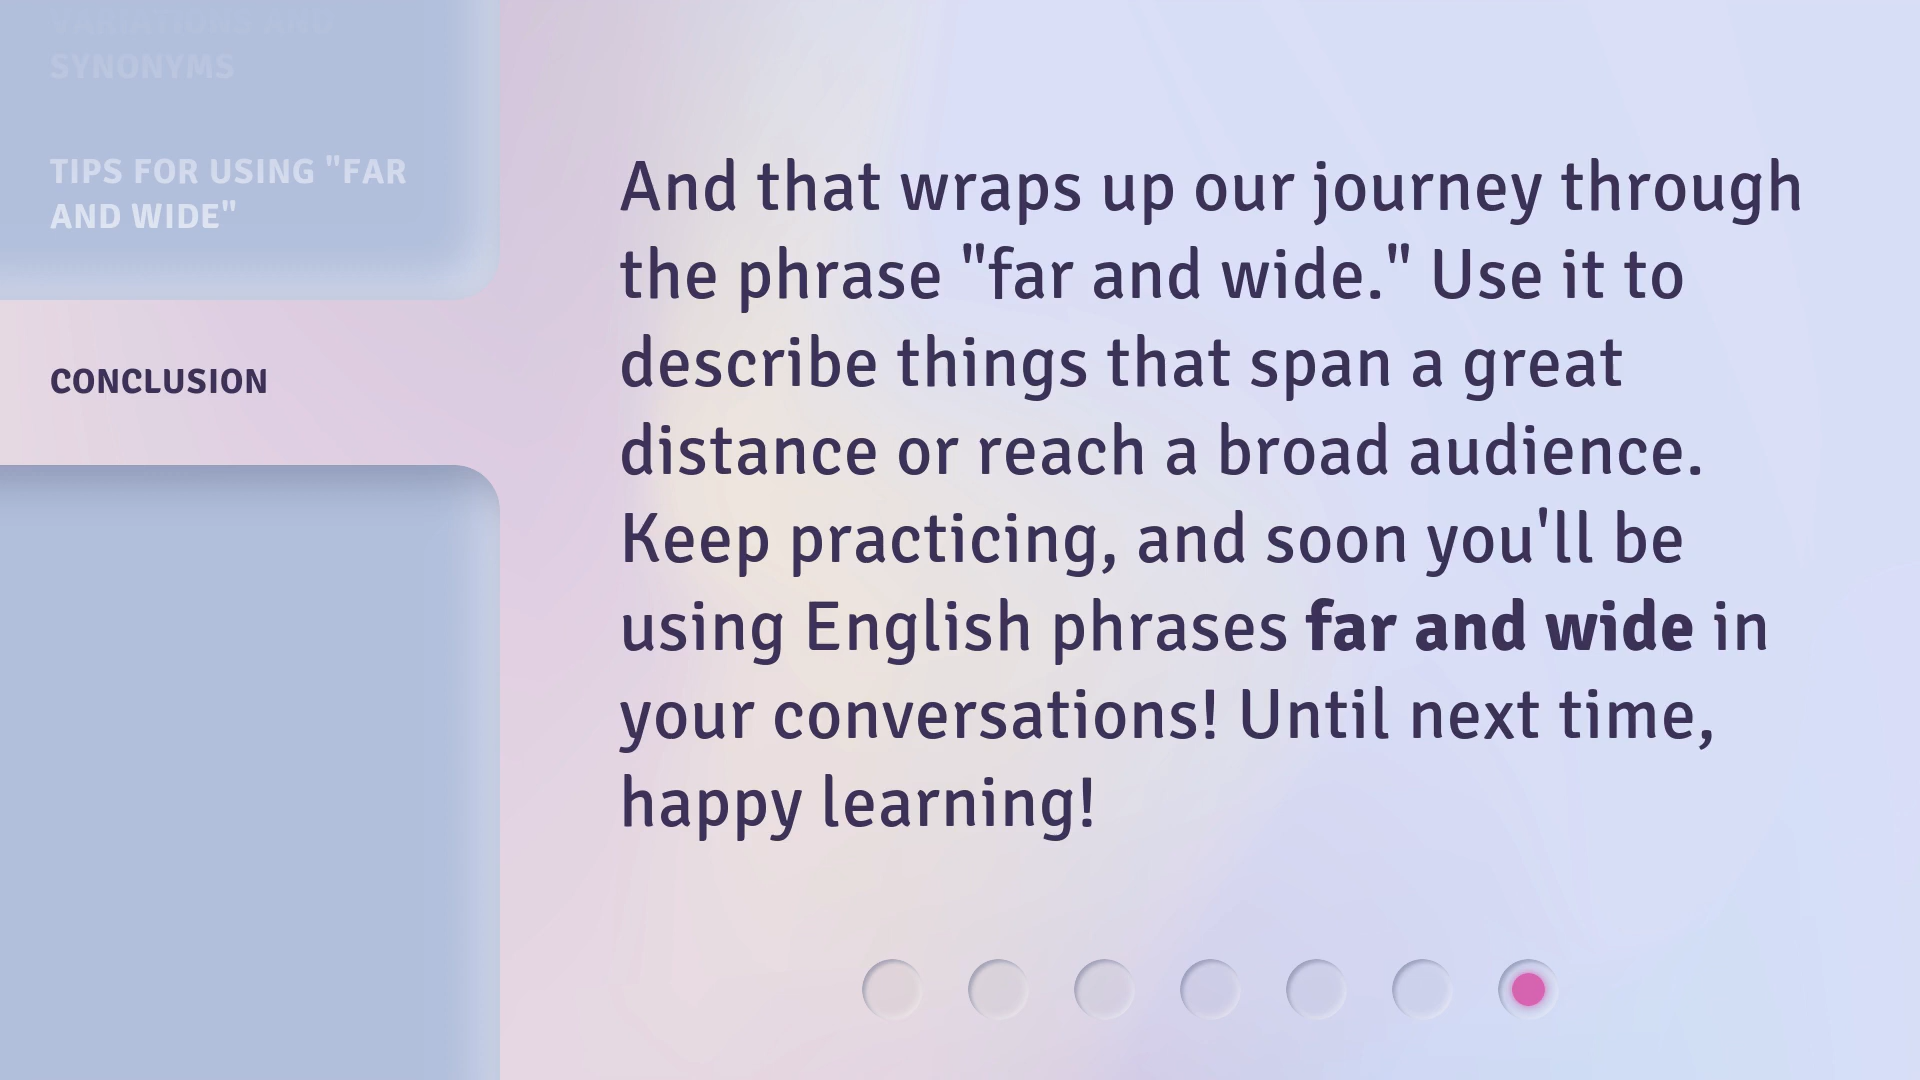 VARIATIONS AND
SYNONYMS
TIPS FOR USING "FAR
AND WIDE"
CONCLUSION
And that wraps up our journey through
the phrase "far and wide." Use it to
describe things that span a great
distance or reach a broad audience.
Keep practicing, and soon you'll be
using English phrases far and wide in
your conversations! Until next time,
happy learning!